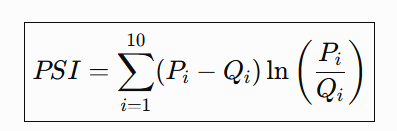 $PSI = \sum_{i=1}^{10} (P_i - Q_i) \ln \left( \frac{P_i}{Q_i} \right)$